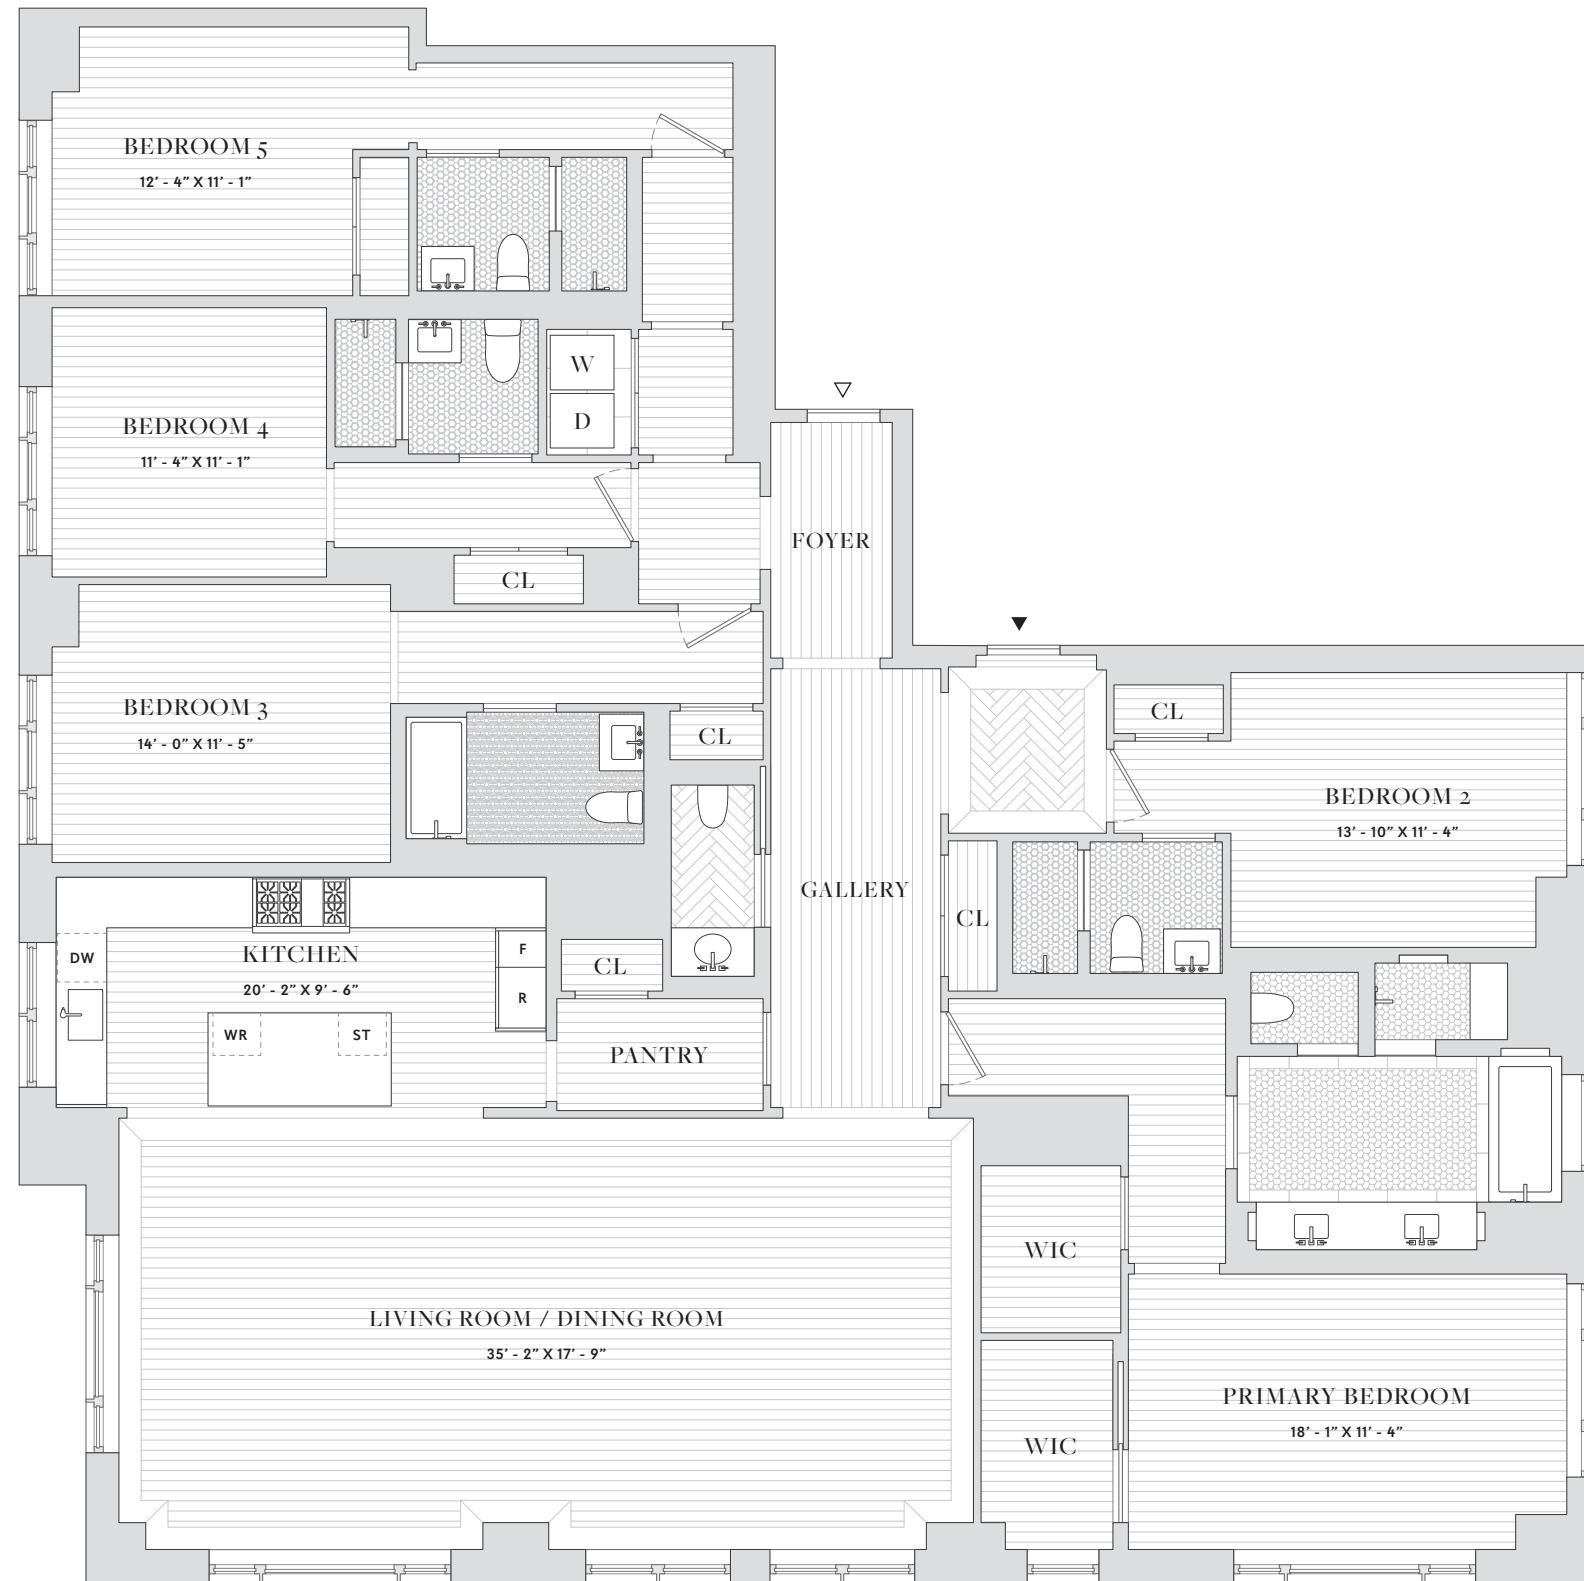 BEDROOM 5
12' - 4" X 11' - 1"
W
D
BEDROOM 4
11' - 4" X 11' - 1"
FOYER
CL
BEDROOM 3
14' - 0" X 11' - 5"
CL
CL
BEDROOM 2
13' - 10" X 11' - 4"
GALLERY
CL
KITCHEN
20' - 2" X 9' - 6"
DW
F
R
CL
WR
ST
PANTRY
WIC
LIVING ROOM / DINING ROOM
35' - 2" X 17' - 9"
PRIMARY BEDROOM
18' - 1" X 11' - 4"
WIC